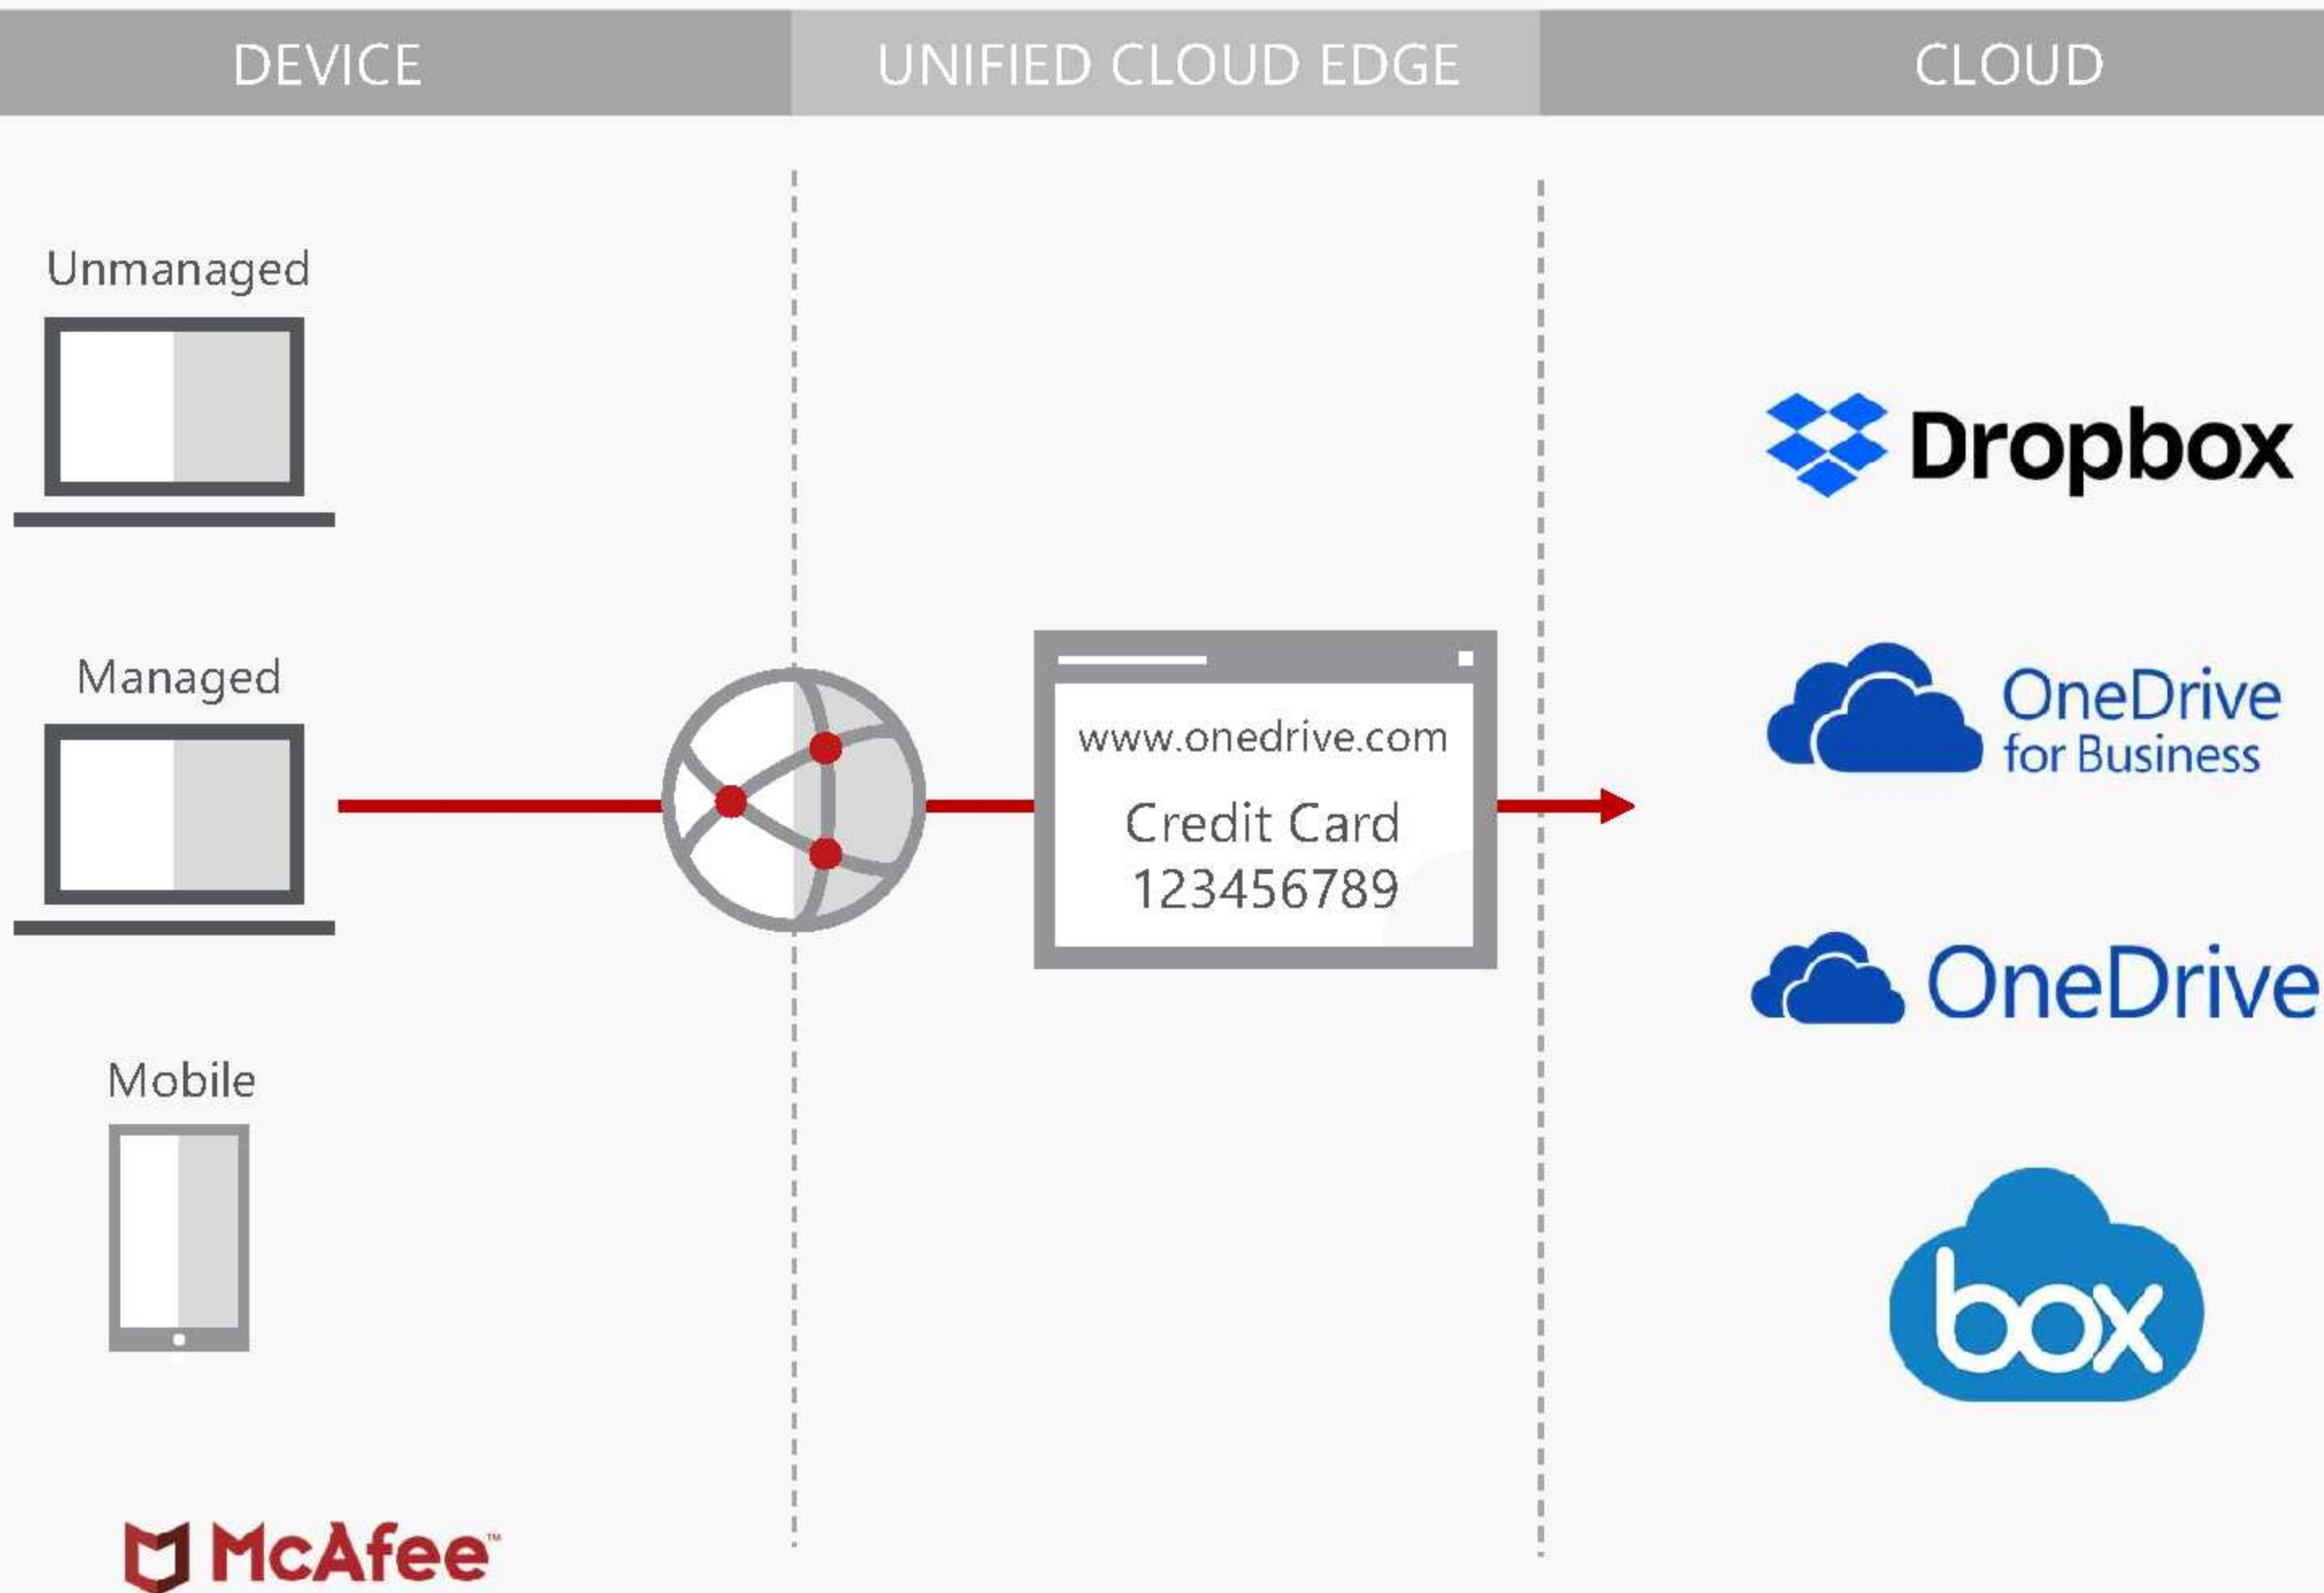 DEVICE
UNIFIED CLOUD EDGE
CLOUD
Unmanaged
Managed
Mobile
www.onedrive.com
Credit Card
123456789
Dropbox
OneDrive
for Business
OneDrive
box
McAfee™